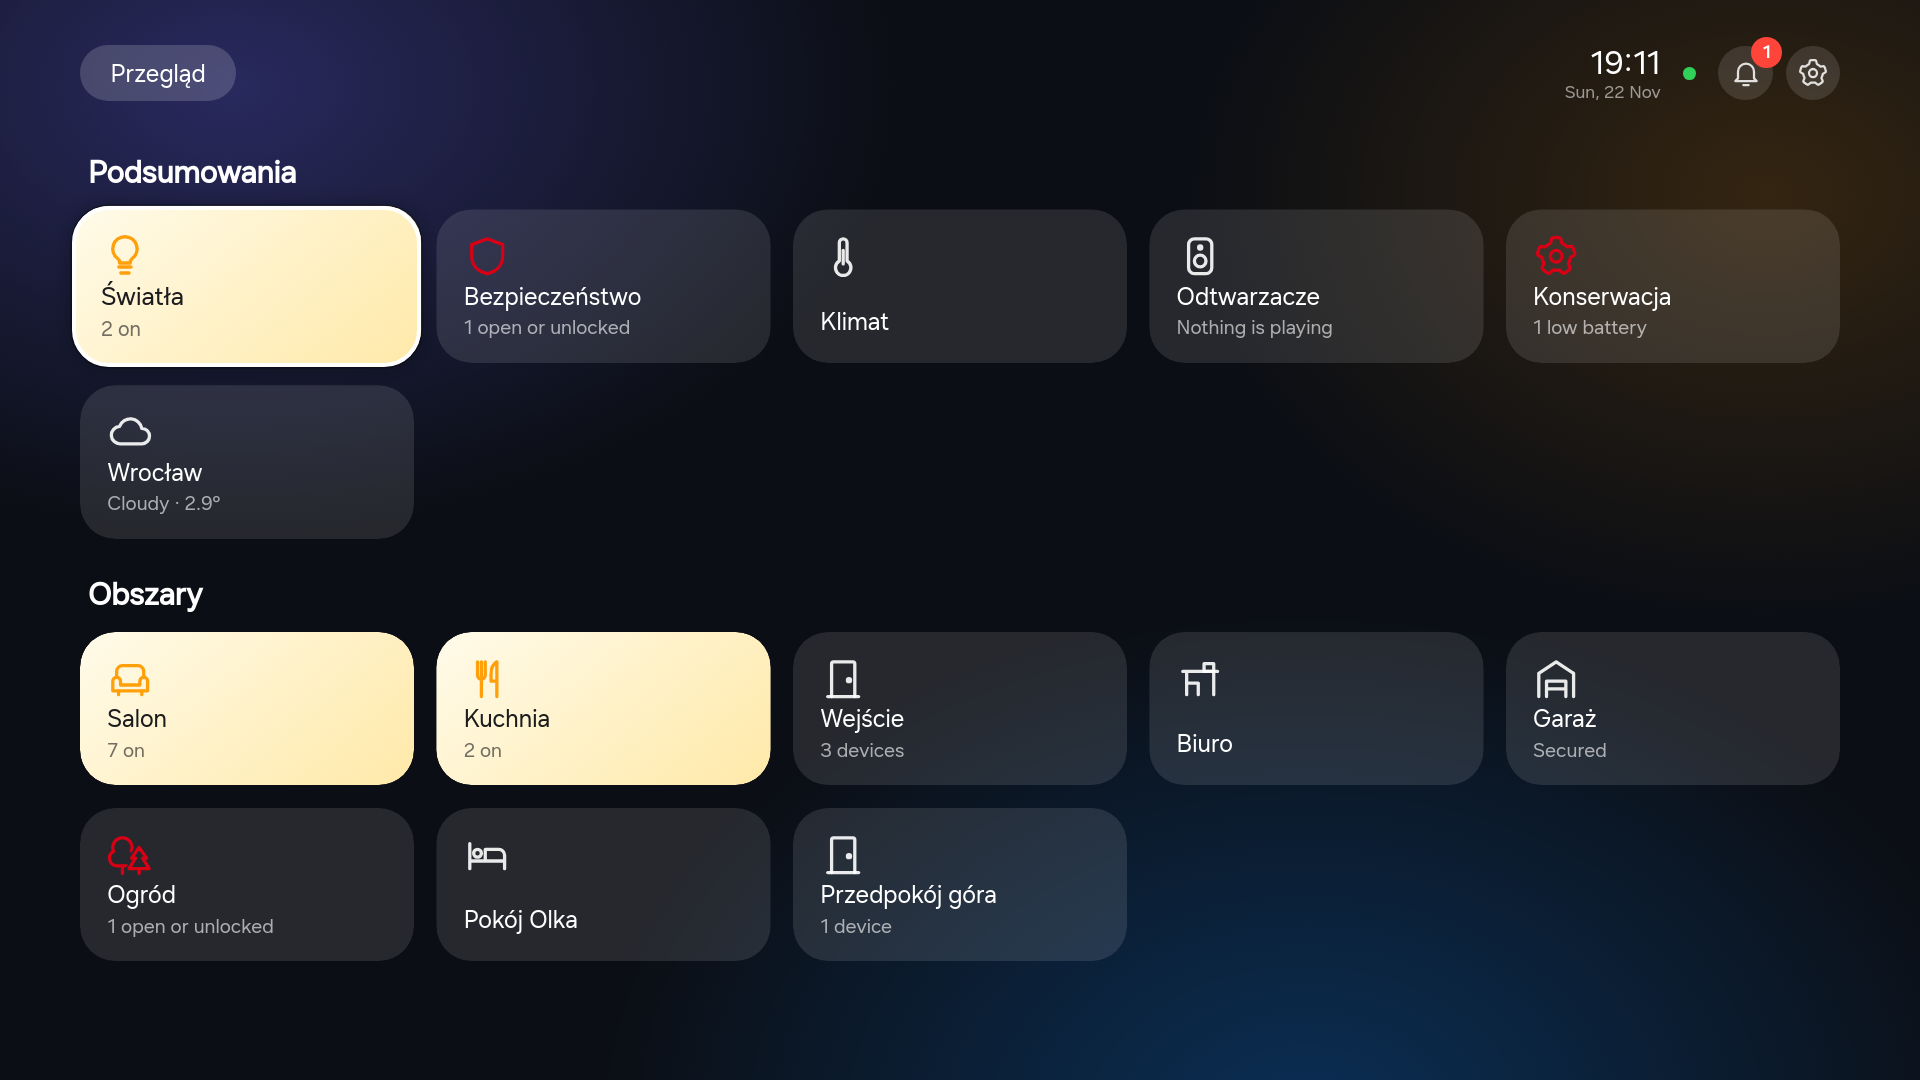 Przegląd
19:11
Sun, 22 Nov
1
Podsumowania
Światła
2 on
Bezpieczeństwo
1 open or unlocked
Klimat
Odtwarzacze
Nothing is playing
Konserwacja
1 low battery
Wrocław
Cloudy · 2.9°
Obszary
Salon
7 on
Kuchnia
2 on
Wejście
3 devices
Biuro
Garaż
Secured
Ogród
1 open or unlocked
Pokój Olka
Przedpokój góra
1 device